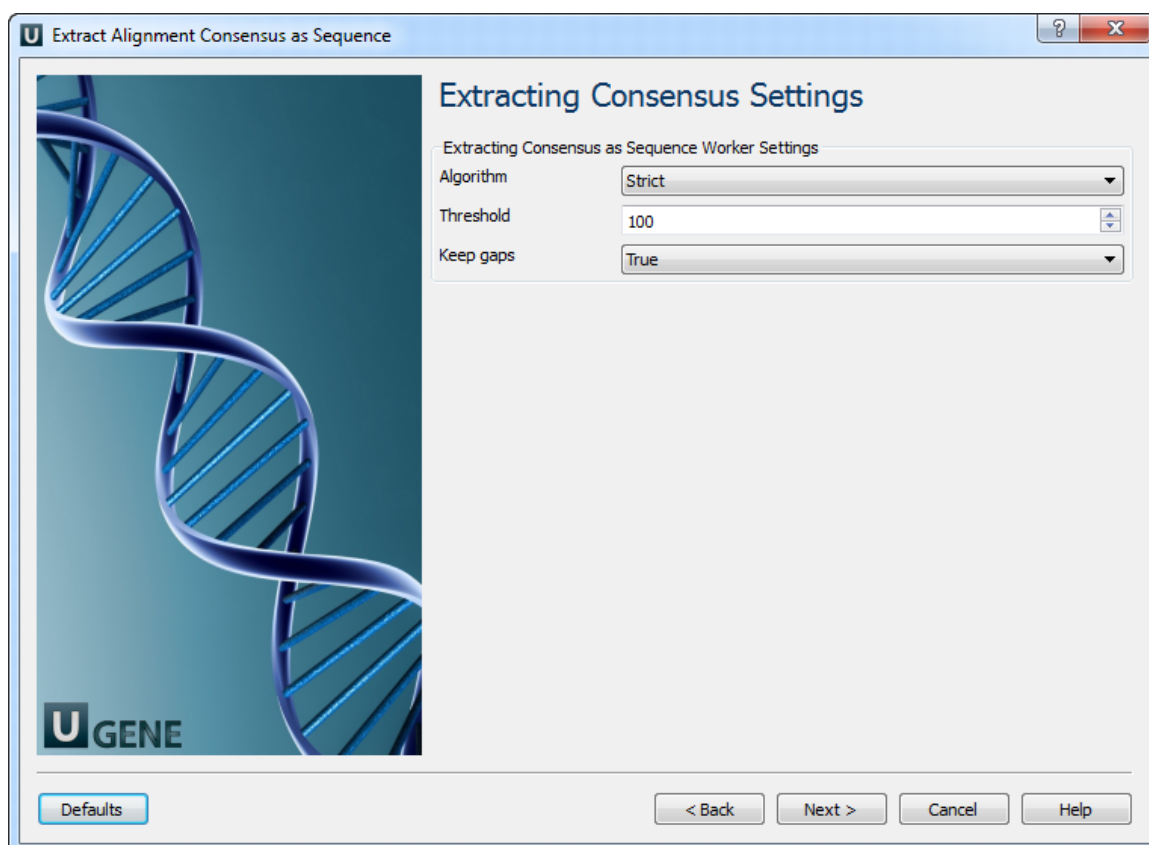 U Extract Alignment Consensus as Sequence
?
X
Extracting Consensus Settings
Extracting Consensus as Sequence Worker Settings
Algorithm Strict
Threshold 100
Keep gaps True
U GENE
Defaults < Back Next > Cancel Help